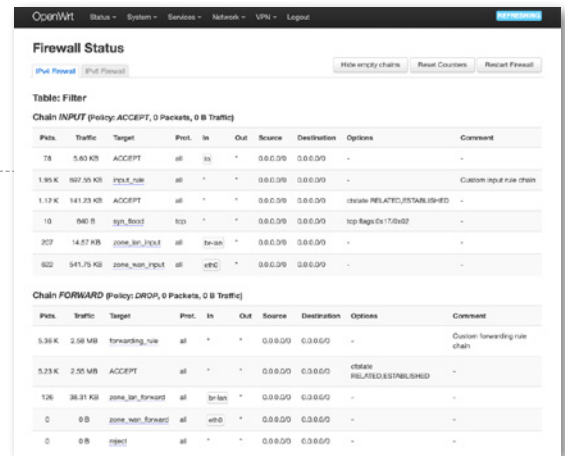 OpenWrt Status System Services Network VPN Logout REFRESHING
Firewall Status
IPv4 Firewall IPv6 Firewall Hide empty chains Reset Counters Restart Firewall
Table: Filter
Chain INPUT (Policy: ACCEPT, 0 Packets, 0 B Traffic)
Pkts. Traffic Target Prot. In Out Source Destination Options Comment
78 5.60 KB ACCEPT all lo * 0.0.0.0/0 0.0.0.0/0 - -
1.95 K 697.55 KB input_rule all * * 0.0.0.0/0 0.0.0.0/0 - Custom input rule chain
1.12 K 141.23 KB ACCEPT all * * 0.0.0.0/0 0.0.0.0/0 ctstate RELATED,ESTABLISHED -
10 640 B syn_flood tcp * * 0.0.0.0/0 0.0.0.0/0 tcp flags:0x17/0x02 -
207 14.57 KB zone_lan_input all br-lan * 0.0.0.0/0 0.0.0.0/0 - -
622 541.75 KB zone_wan_input all eth0 * 0.0.0.0/0 0.0.0.0/0 - -
Chain FORWARD (Policy: DROP, 0 Packets, 0 B Traffic)
Pkts. Traffic Target Prot. In Out Source Destination Options Comment
5.36 K 2.58 MB forwarding_rule all * * 0.0.0.0/0 0.0.0.0/0 - Custom forwarding rule
chain
5.23 K 2.55 MB ACCEPT all * * 0.0.0.0/0 0.0.0.0/0 ctstate
RELATED,ESTABLISHED -
126 38.31 KB zone_lan_forward all br-lan * 0.0.0.0/0 0.0.0.0/0 - -
0 0 B zone_wan_forward all eth0 * 0.0.0.0/0 0.0.0.0/0 - -
0 0 B reject all * * 0.0.0.0/0 0.0.0.0/0 - -